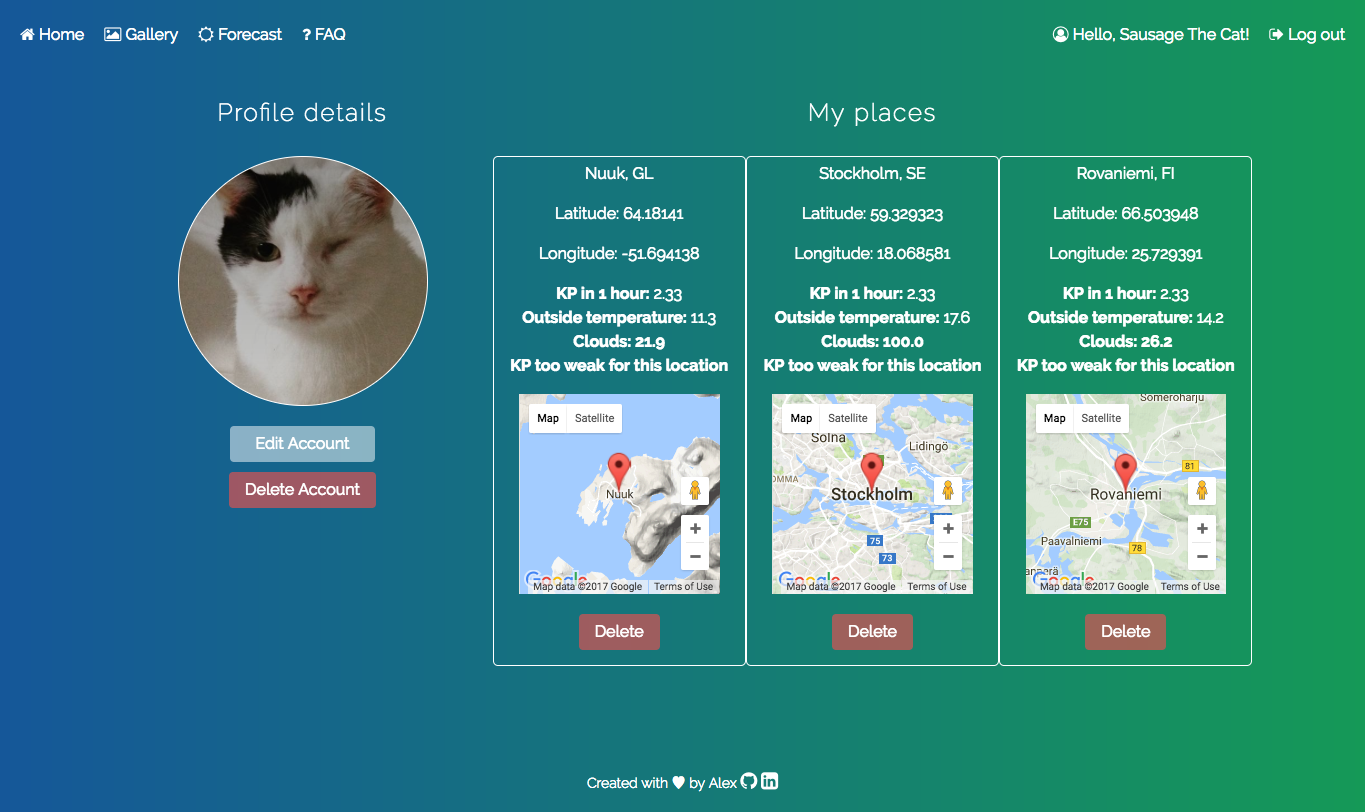 Home Gallery Forecast ? FAQ Hello, Sausage The Cat! Log out
Profile details
Edit Account
Delete Account
My places
Nuuk, GL
Latitude: 64.18141
Longitude: -51.694138
KP in 1 hour: 2.33
Outside temperature: 11.3
Clouds: 21.9
KP too weak for this location
Map Satellite
Nuuk
+
−
Google
Map data ©2017 Google Terms of Use
Delete
Stockholm, SE
Latitude: 59.329323
Longitude: 18.068581
KP in 1 hour: 2.33
Outside temperature: 17.6
Clouds: 100.0
KP too weak for this location
Map Satellite
Solna
Lidingö
Stockholm
+
75
73
−
Google
Map data ©2017 Google Terms of Use
Delete
Rovaniemi, FI
Latitude: 66.503948
Longitude: 25.729391
KP in 1 hour: 2.33
Outside temperature: 14.2
Clouds: 26.2
KP too weak for this location
Someroharju
Map Satellite
81
Rovaniemi
E75
+
Paavalniemi
78
−
Google
Map data ©2017 Google Terms of Use
Delete
Created with by Alex in